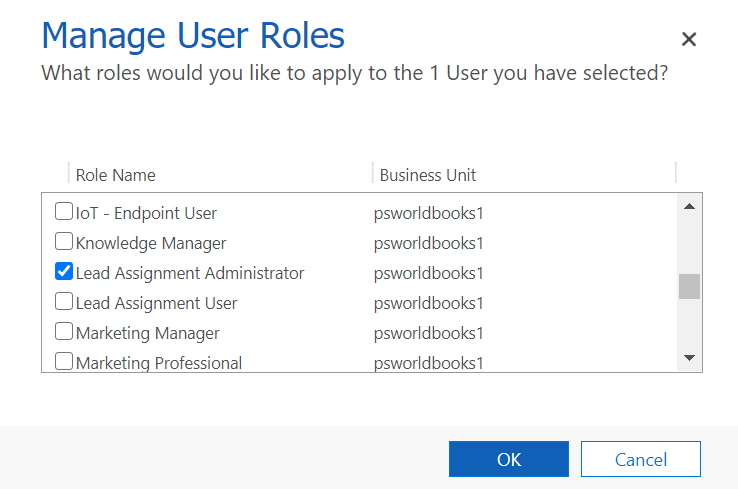 Manage User Roles
What roles would you like to apply to the 1 User you have selected?
Role Name Business Unit
IoT - Endpoint User psworldbooks1
Knowledge Manager psworldbooks1
Lead Assignment Administrator psworldbooks1
Lead Assignment User psworldbooks1
Marketing Manager psworldbooks1
Marketing Professional psworldbooks1
OK Cancel